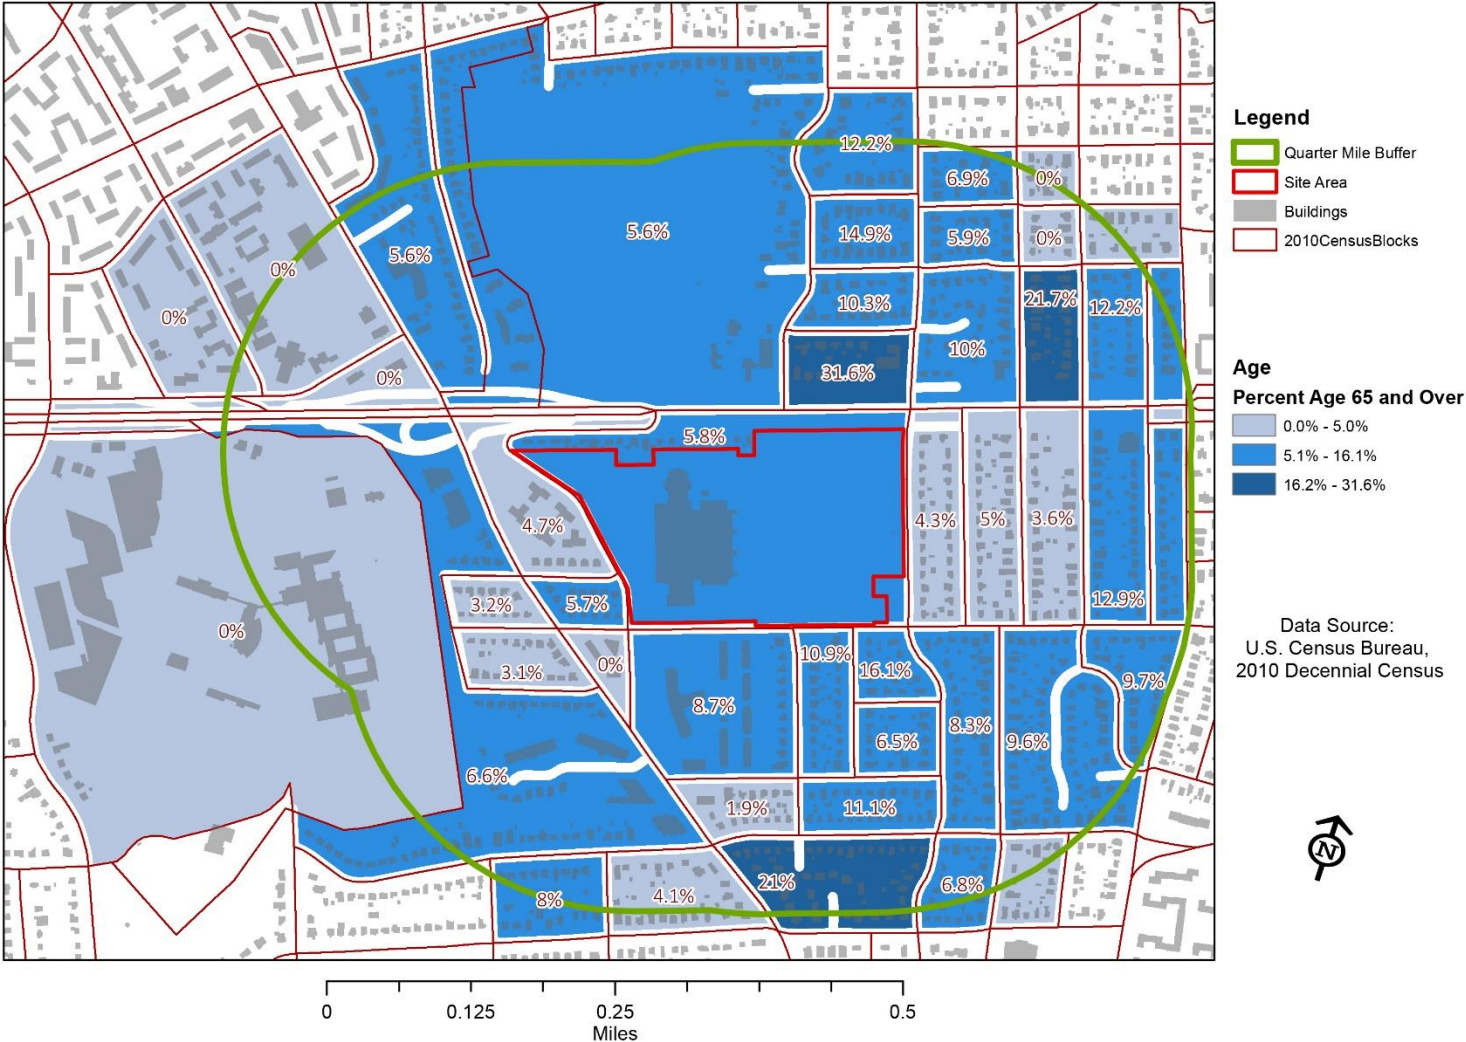 12.2%
6.9%
0%
5.6%
14.9%
5.9%
0%
5.6%
0%
0%
10.3%
21.7%
12.2%
10%
0%
31.6%
5.8%
4.7%
4.3%
5%
3.6%
3.2%
5.7%
12.9%
0%
3.1%
0%
10.9%
16.1%
9.7%
8.7%
8.3%
6.5%
9.6%
6.6%
1.9%
11.1%
21%
6.8%
8%
4.1%
Legend
Quarter Mile Buffer
Site Area
Buildings
2010CensusBlocks
Age
Percent Age 65 and Over
0.0% - 5.0%
5.1% - 16.1%
16.2% - 31.6%
Data Source:
U.S. Census Bureau,
2010 Decennial Census
N
0 0.125 0.25 0.5
Miles